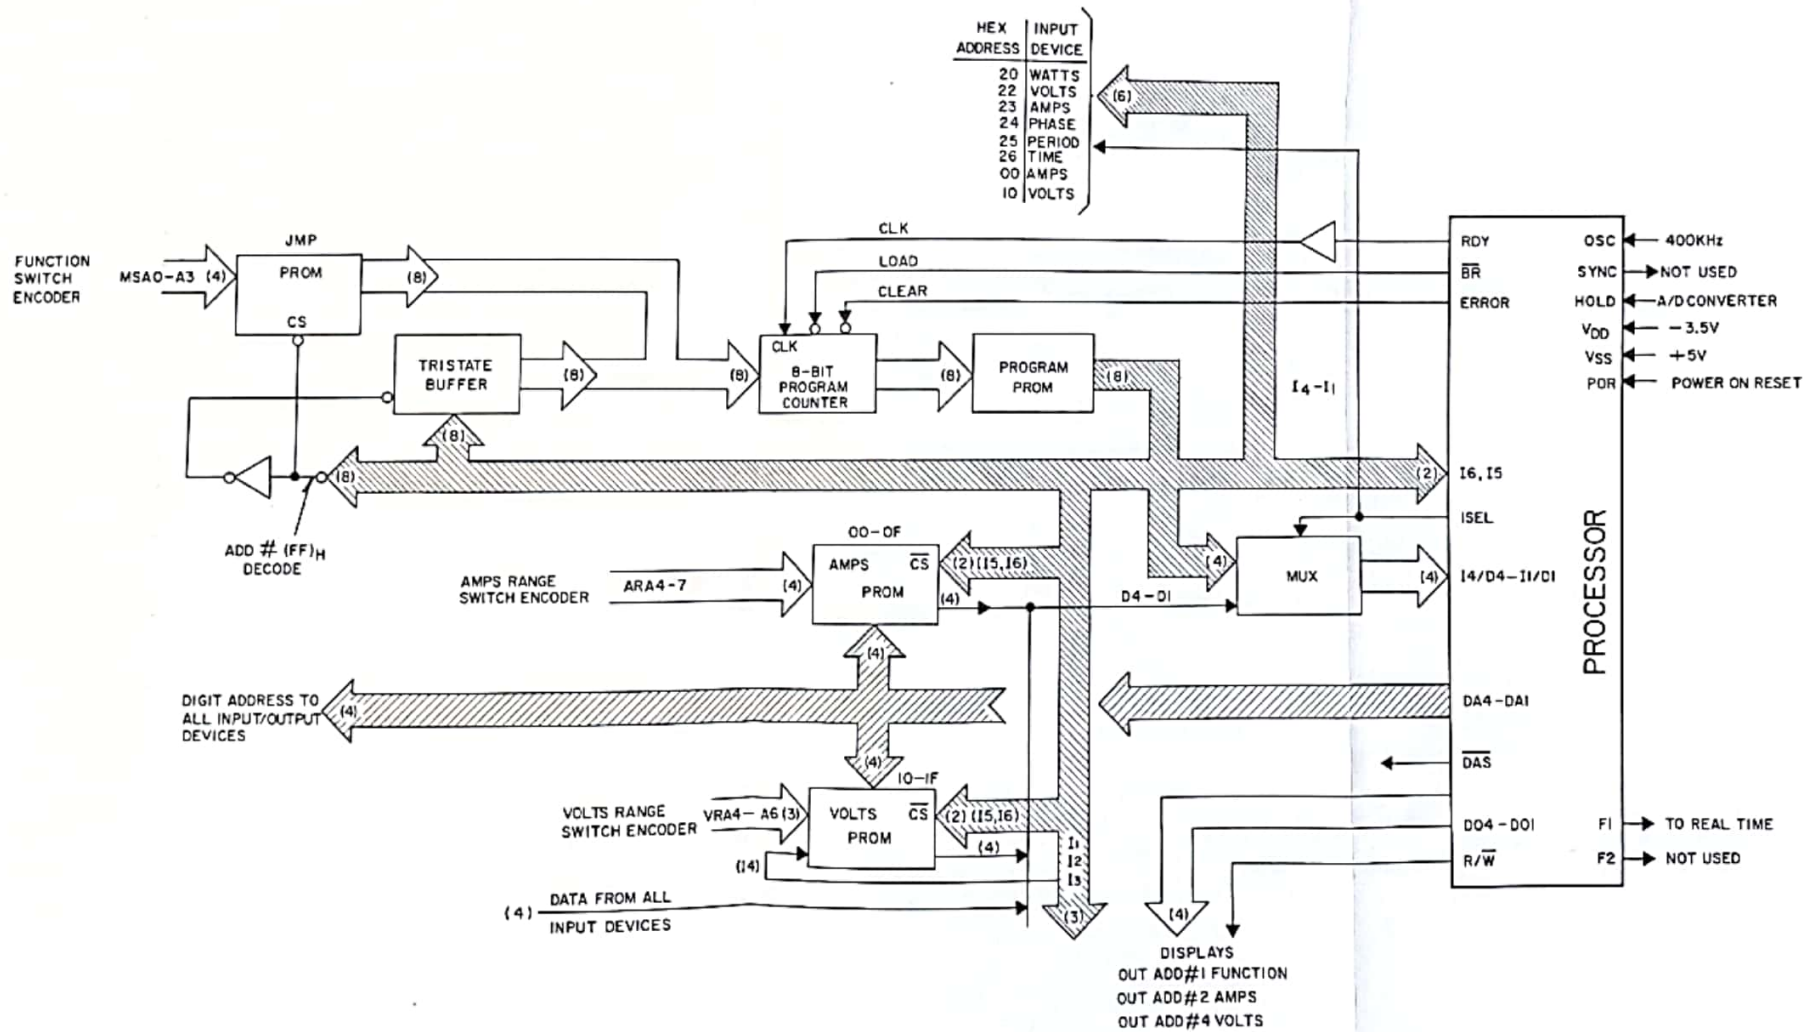 HEX INPUT
ADDRESS DEVICE
20 WATTS
22 VOLTS
23 AMPS
24 PHASE
25 PERIOD
26 TIME
00 AMPS
10 VOLTS
(6)
FUNCTION
SWITCH
ENCODER
MSA0-A3 (4)
JMP
PROM
CS
(8)
TRISTATE
BUFFER
(8)
(8)
(8)
(8)
CLK
LOAD
CLEAR
CLK
8-BIT
PROGRAM
COUNTER
(8)
PROGRAM
PROM
(8)
I4-I1
ADD # (FF)H
DECODE
RDY
BR
ERROR
I6, I5
ISEL
I4/D4-I1/D1
DA4-DA1
DAS
DO4-DO1
R/W
PROCESSOR
OSC 400KHz
SYNC NOT USED
HOLD A/D CONVERTER
VDD -3.5V
VSS +5V
POR POWER ON RESET
F1 TO REAL TIME
F2 NOT USED
(2)
(4)
MUX
(4)
00-0F
AMPS CS
PROM
AMPS RANGE
SWITCH ENCODER
ARA4-7
(4)
(2) (I5,I6)
(4)
D4-D1
(4)
DIGIT ADDRESS TO
ALL INPUT/OUTPUT
DEVICES
(4)
(4)
10-1F
VOLTS CS
PROM
VOLTS RANGE
SWITCH ENCODER
VRA4-A6 (3)
(2) (I5,I6)
(4)
(I4)
I1
I2
I3
(3)
(4)
DATA FROM ALL
INPUT DEVICES
(4)
DISPLAYS
OUT ADD#1 FUNCTION
OUT ADD#2 AMPS
OUT ADD#4 VOLTS